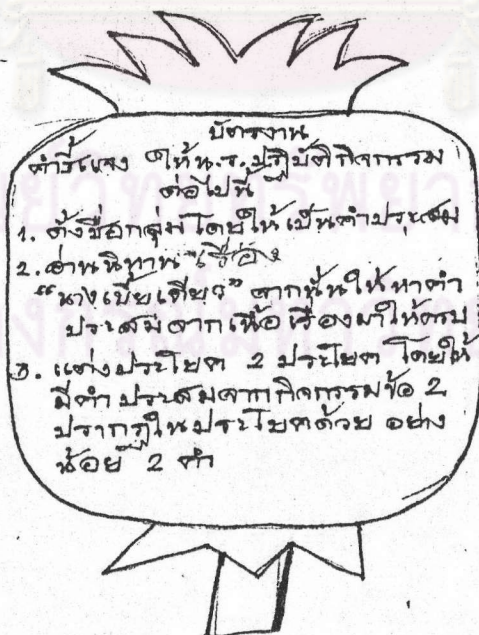 บัตรงาน
คำชี้แจง ให้น.ร.ปฏิบัติกิจกรรม
ต่อไปนี้
1. ตั้งชื่อกลุ่มโดยให้เป็นคำประสม
2. อ่านนิทาน เรื่อง
“นางเบี้ยเดียว” จากนั้นให้หาคำ
ประสมจากเนื้อเรื่องมาให้ครบ
3. แต่งประโยค 2 ประโยค โดยให้
มีคำประสมจากกิจกรรมข้อ 2
ปรากฏในประโยคด้วย อย่าง
น้อย 2 คำ